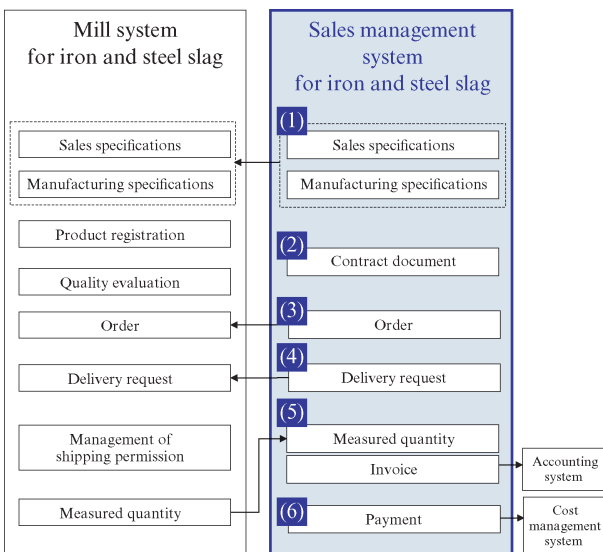 Mill system
for iron and steel slag
Sales specifications
Manufacturing specifications
Product registration
Quality evaluation
Order
Delivery request
Management of
shipping permission
Measured quantity
Sales management
system
for iron and steel slag
(1)
Sales specifications
Manufacturing specifications
(2)
Contract document
(3)
Order
(4)
Delivery request
(5)
Measured quantity
Invoice
(6)
Payment
Accounting
system
Cost
management
system